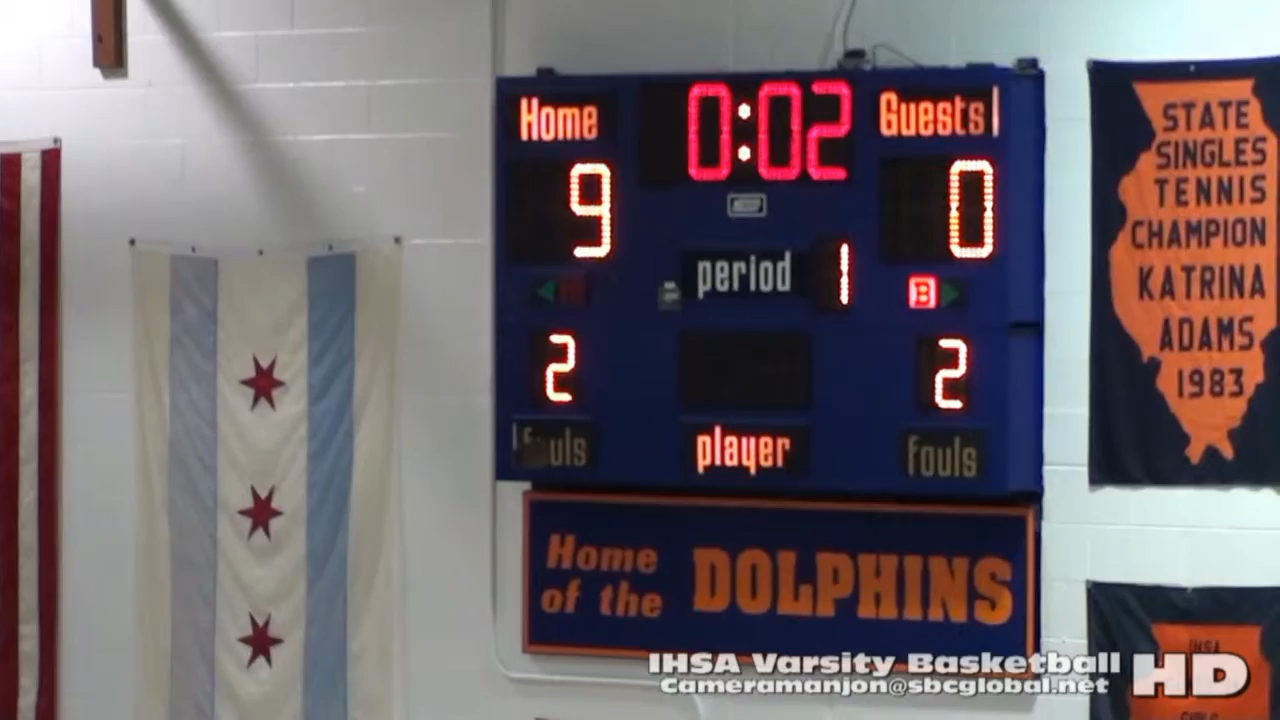 Home
0:02
Guests
9
0
period
1
B
2
2
fouls
player
fouls
Home
of the
DOLPHINS
STATE
SINGLES
TENNIS
CHAMPION
KATRINA
ADAMS
1983
IHSA
IHSA Varsity Basketball
Cameramanjon@sbcglobal.net
HD